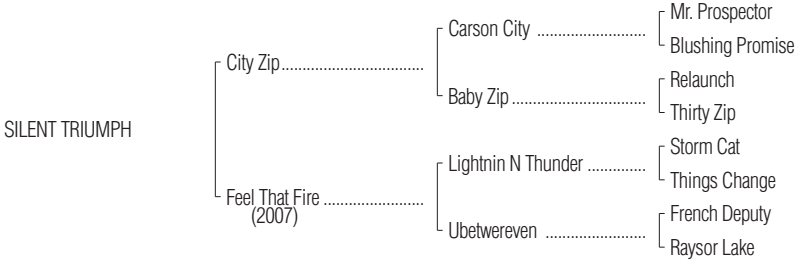 Mr. Prospector
Carson City ..........................
Blushing Promise
City Zip..................................
Relaunch
Baby Zip ................................
Thirty Zip
SILENT TRIUMPH
Storm Cat
Lightnin N Thunder ..............
Things Change
Feel That Fire ........................
(2007)
French Deputy
Ubetwereven ........................
Raysor Lake